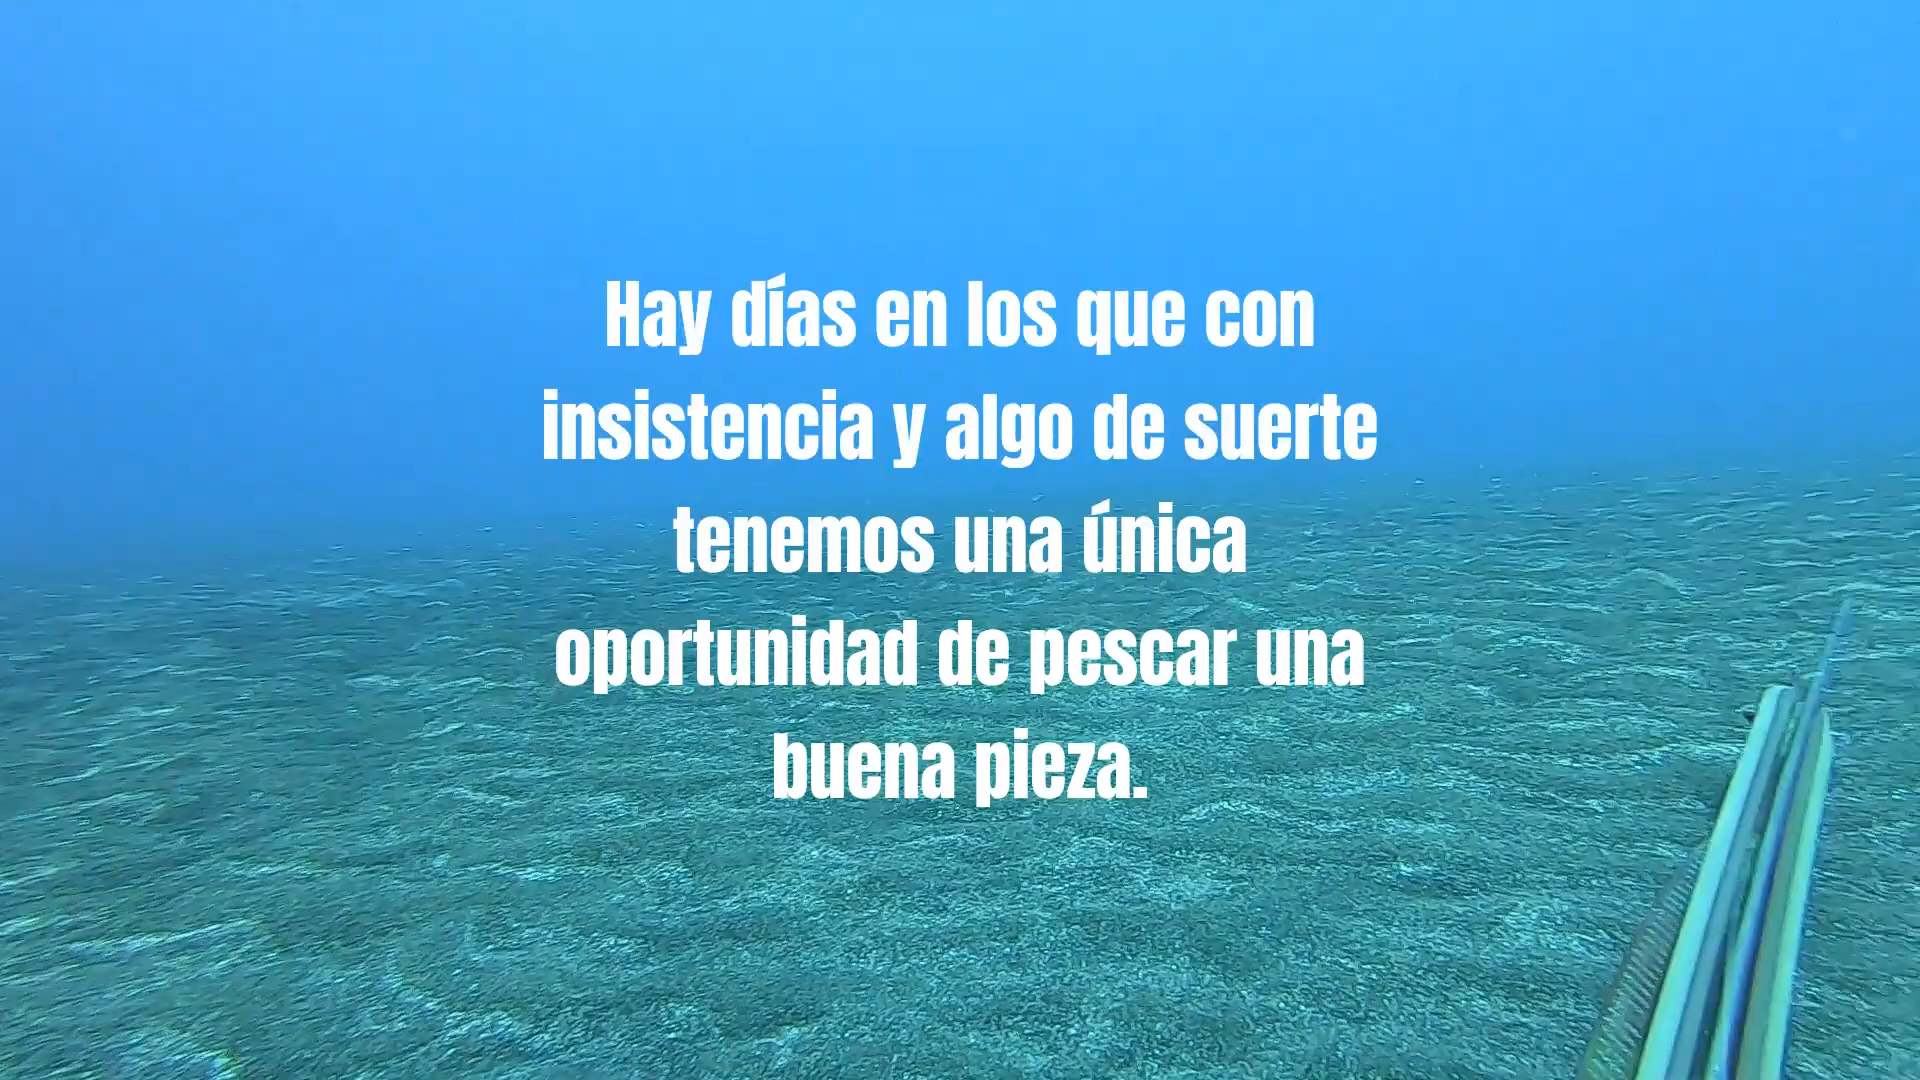 Hay días en los que con
insistencia y algo de suerte
tenemos una única
oportunidad de pescar una
buena pieza.